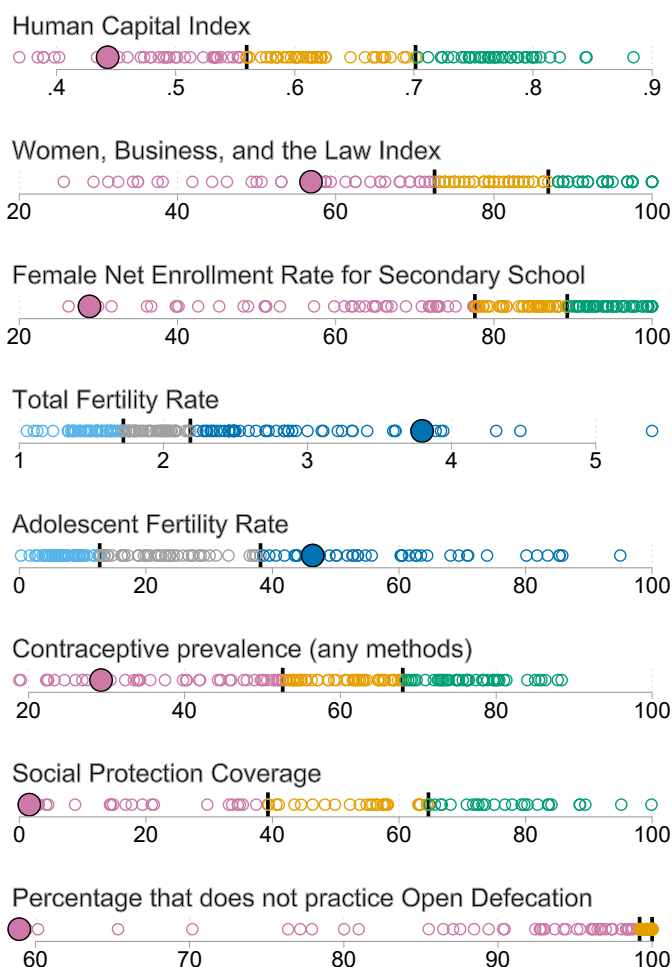 Human Capital Index
.4 .5 .6 .7 .8 .9
Women, Business, and the Law Index
20 40 60 80 100
Female Net Enrollment Rate for Secondary School
20 40 60 80 100
Total Fertility Rate
1 2 3 4 5
Adolescent Fertility Rate
0 20 40 60 80 100
Contraceptive prevalence (any methods)
20 40 60 80 100
Social Protection Coverage
0 20 40 60 80 100
Percentage that does not practice Open Defecation
60 70 80 90 100